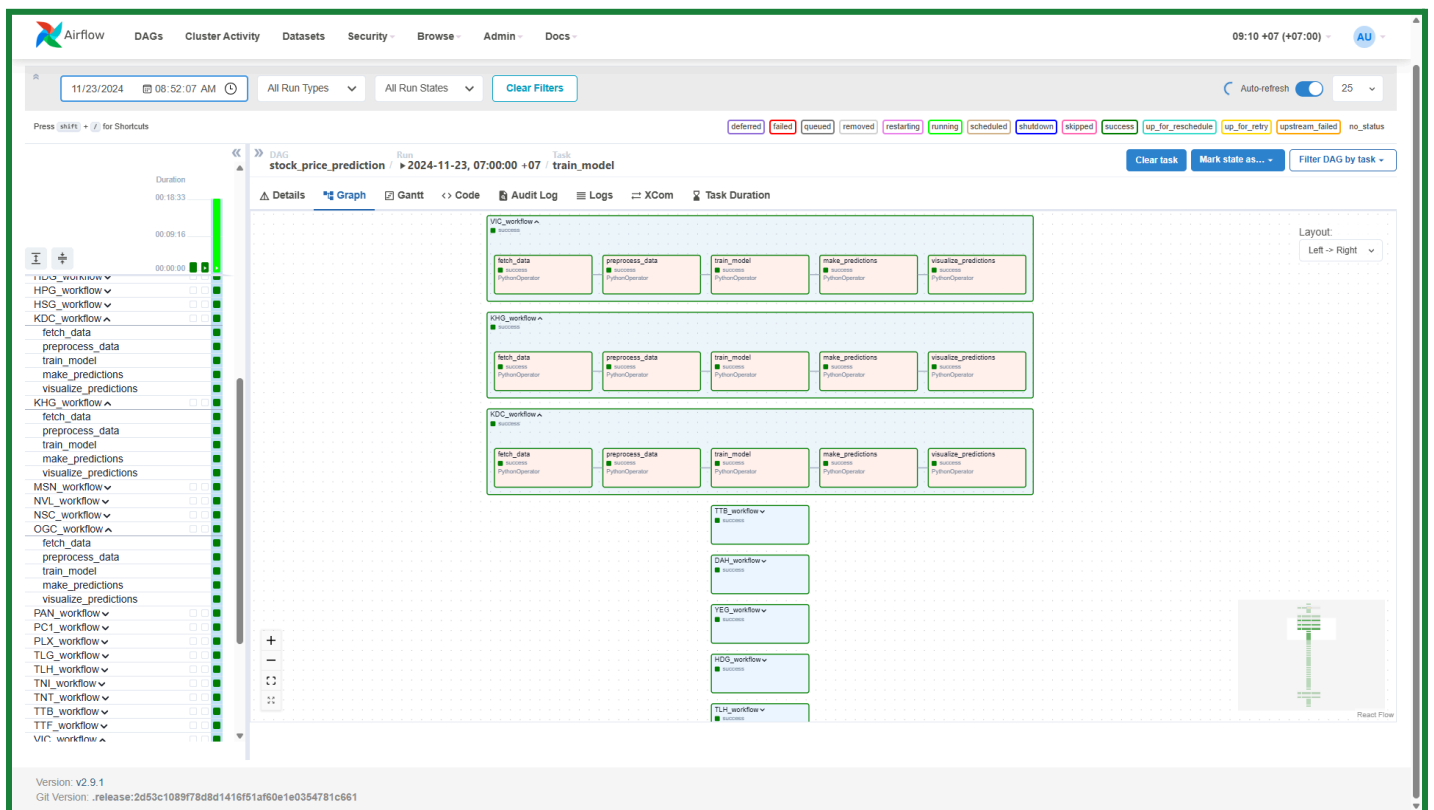 Airflow DAGs Cluster Activity Datasets Security Browse Admin Docs 09:10 +07 (+07:00) AU
11/23/2024 08:52:07 AM All Run Types All Run States Clear Filters Auto-refresh 25
Press shift + / for Shortcuts deferred failed queued removed restarting running scheduled shutdown skipped success up_for_reschedule up_for_retry upstream_failed no_status
DAG Run Task
stock_price_prediction / 2024-11-23, 07:00:00 +07 / train_model Clear task Mark state as... Filter DAG by task
Details Graph Gantt Code Audit Log Logs XCom Task Duration
Duration
00:18:33
00:09:16
00:00:00
HDG_workflow
HPG_workflow
HSG_workflow
KDC_workflow
fetch_data
preprocess_data
train_model
make_predictions
visualize_predictions
KHG_workflow
fetch_data
preprocess_data
train_model
make_predictions
visualize_predictions
MSN_workflow
NVL_workflow
NSC_workflow
OGC_workflow
fetch_data
preprocess_data
train_model
make_predictions
visualize_predictions
PAN_workflow
PC1_workflow
PLX_workflow
TLG_workflow
TLH_workflow
TNI_workflow
TNT_workflow
TTB_workflow
TTF_workflow
VIC_workflow
Layout:
Left -> Right
VIC_workflow
success
fetch_data preprocess_data train_model make_predictions visualize_predictions
success success success success success
PythonOperator PythonOperator PythonOperator PythonOperator PythonOperator
KHG_workflow
success
fetch_data preprocess_data train_model make_predictions visualize_predictions
success success success success success
PythonOperator PythonOperator PythonOperator PythonOperator PythonOperator
KDC_workflow
success
fetch_data preprocess_data train_model make_predictions visualize_predictions
success success success success success
PythonOperator PythonOperator PythonOperator PythonOperator PythonOperator
TTB_workflow
success
DAH_workflow
success
YEG_workflow
success
HDG_workflow
success
TLH_workflow
success
React Flow
Version: v2.9.1
Git Version: .release:2d53c1089f78d8d1416f51af60e1e0354781c661